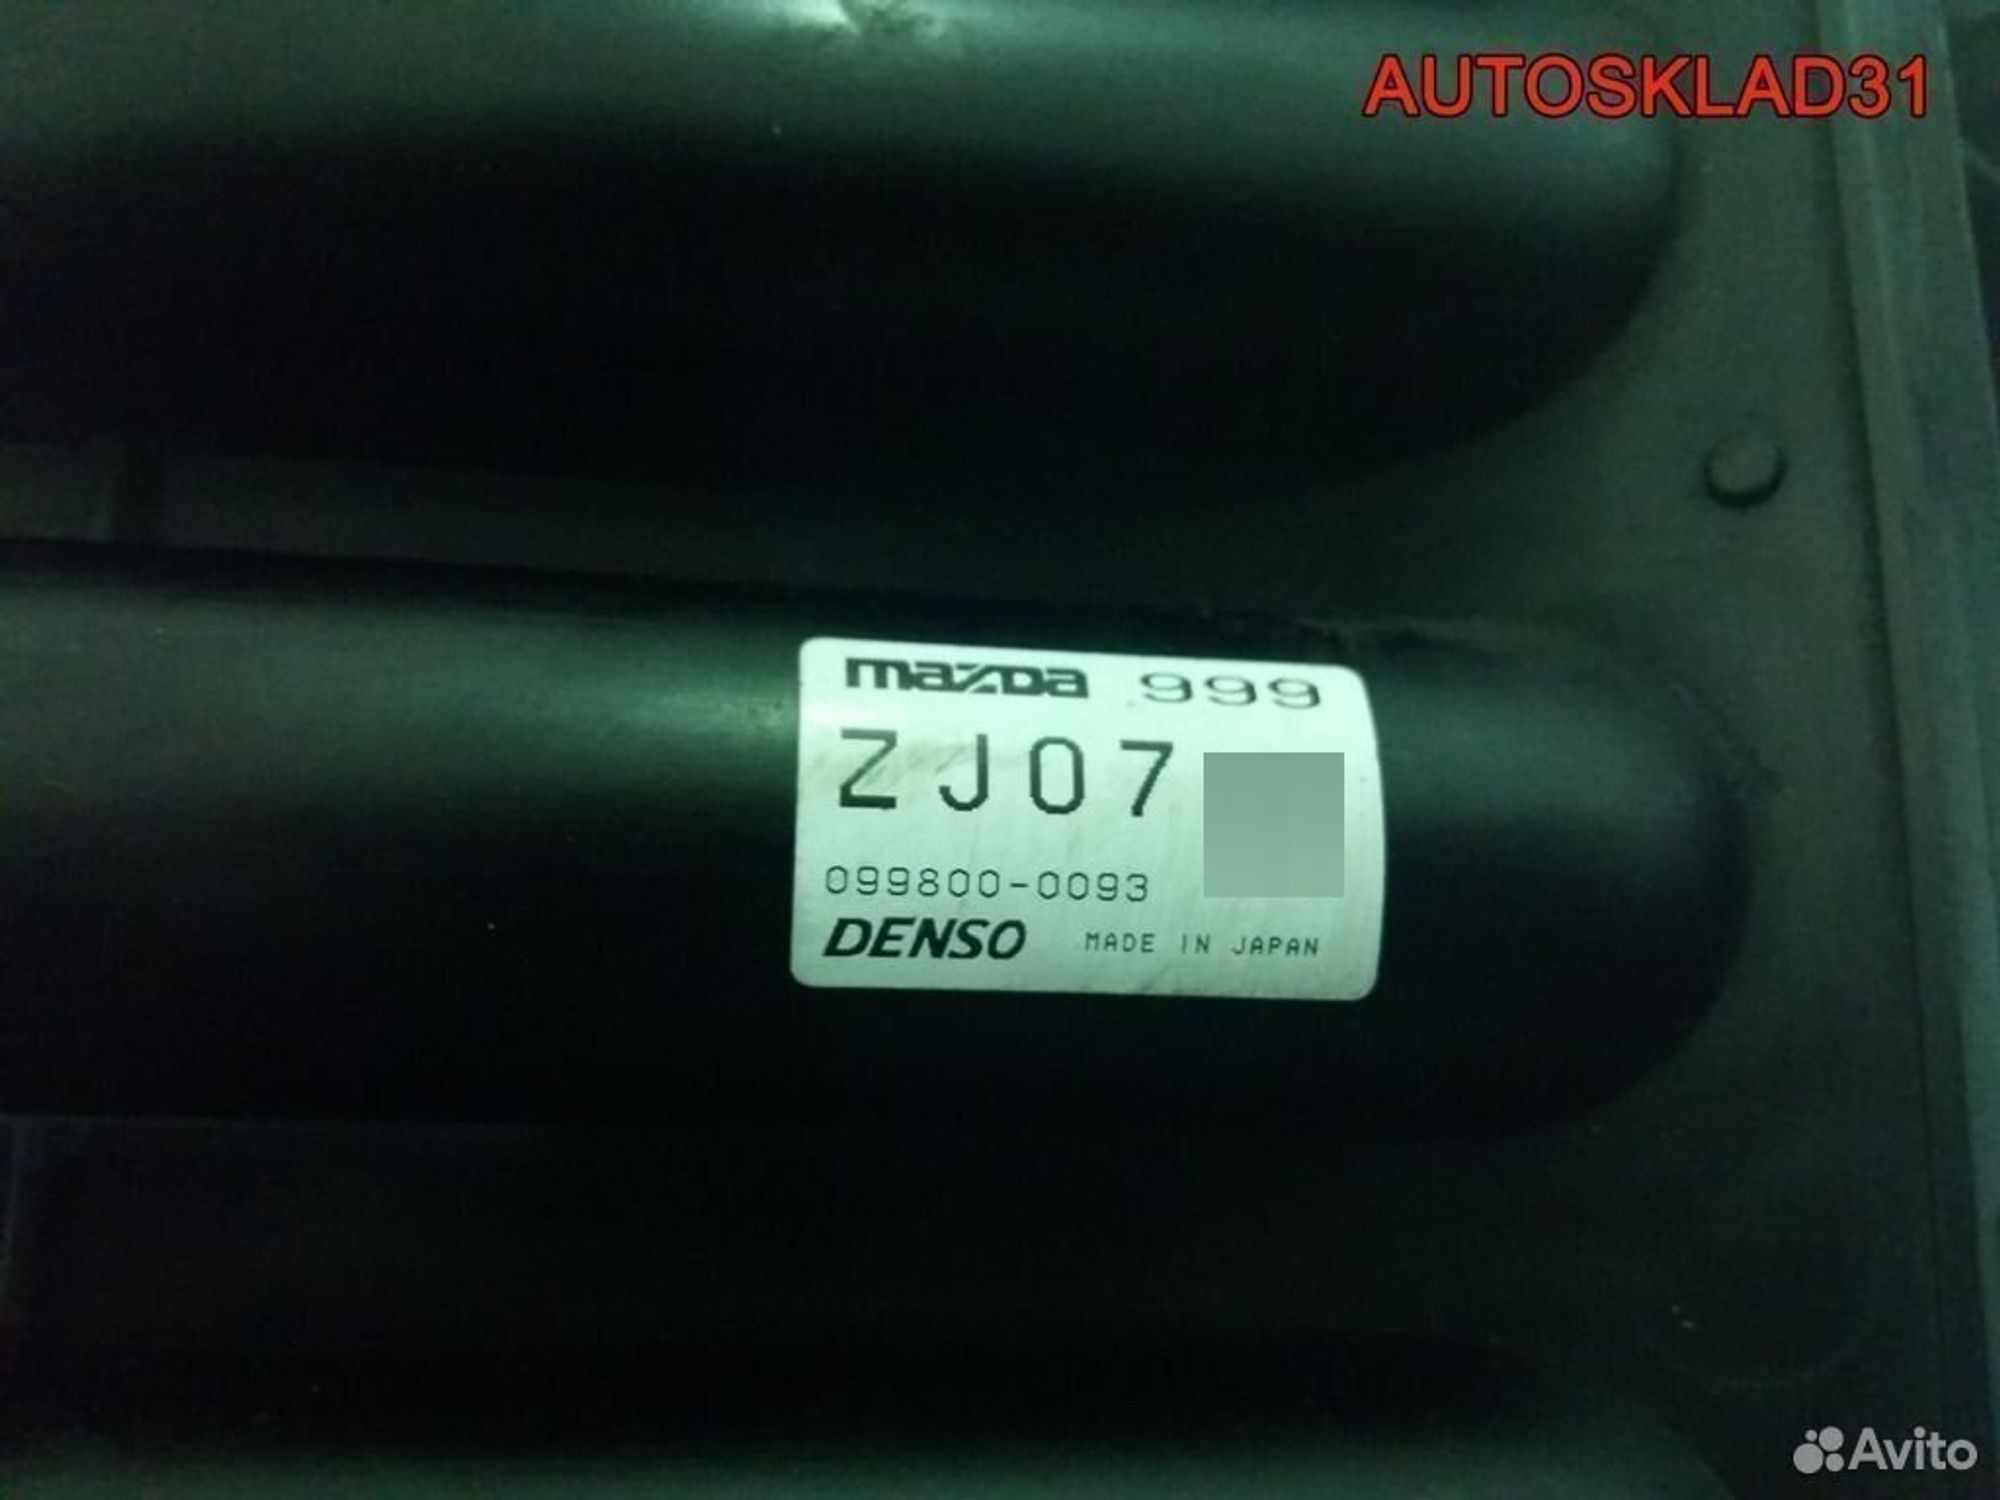 AUTOSKLAD31
mazda 999
ZJ07
099800-0093
DENSO MADE IN JAPAN
Avito